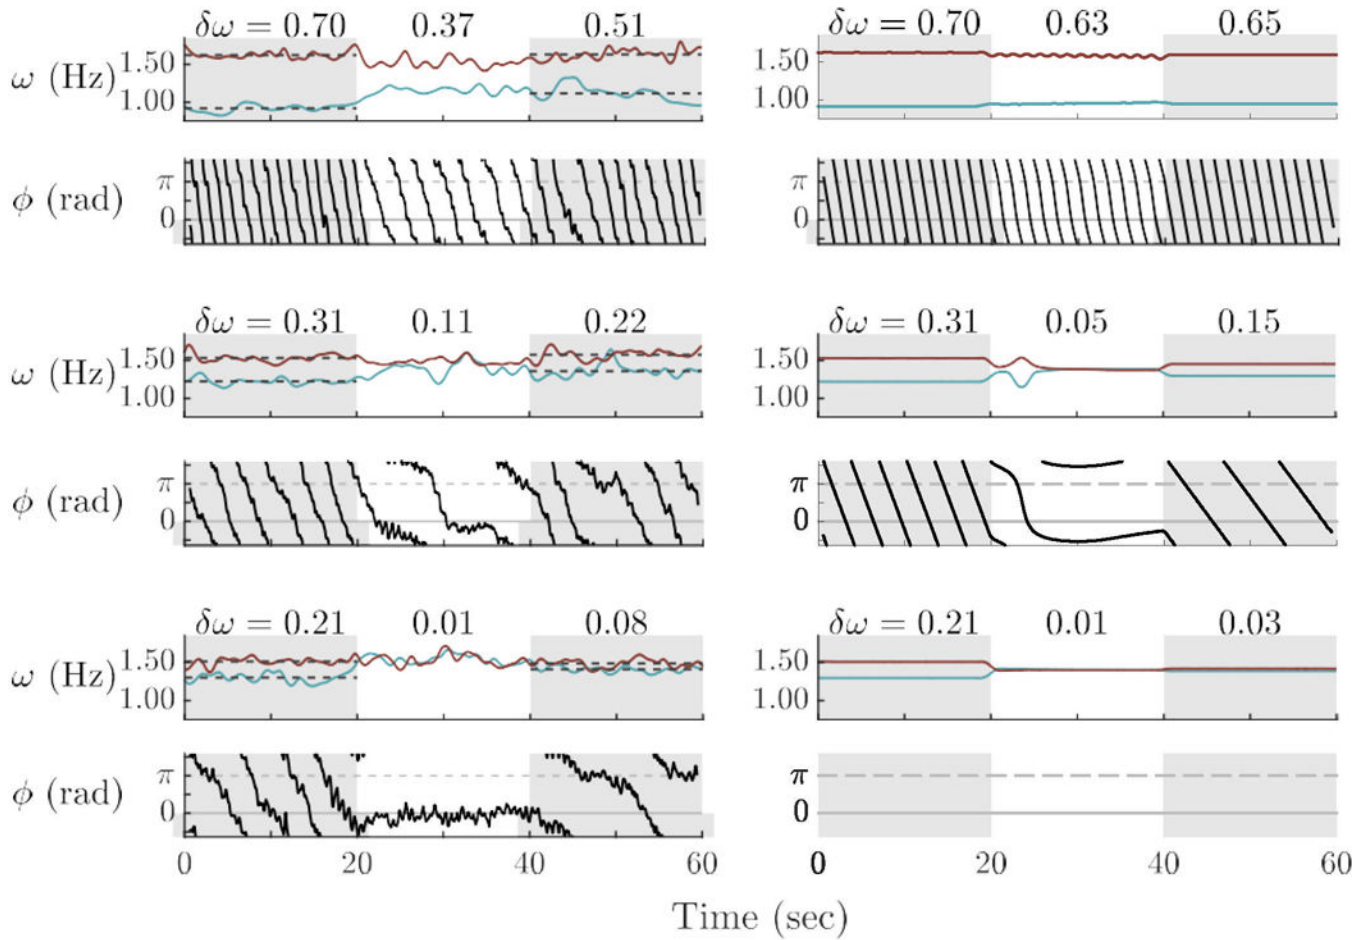 δω = 0.70 0.37 0.51
ω (Hz) 1.50 1.00
ϕ (rad) π 0
δω = 0.70 0.63 0.65
1.50 1.00
π 0
δω = 0.31 0.11 0.22
ω (Hz) 1.50 1.00
ϕ (rad) π 0
δω = 0.31 0.05 0.15
1.50 1.00
π 0
δω = 0.21 0.01 0.08
ω (Hz) 1.50 1.00
ϕ (rad) π 0
0 20 40 60
δω = 0.21 0.01 0.03
1.50 1.00
π 0
0 20 40 60
Time (sec)